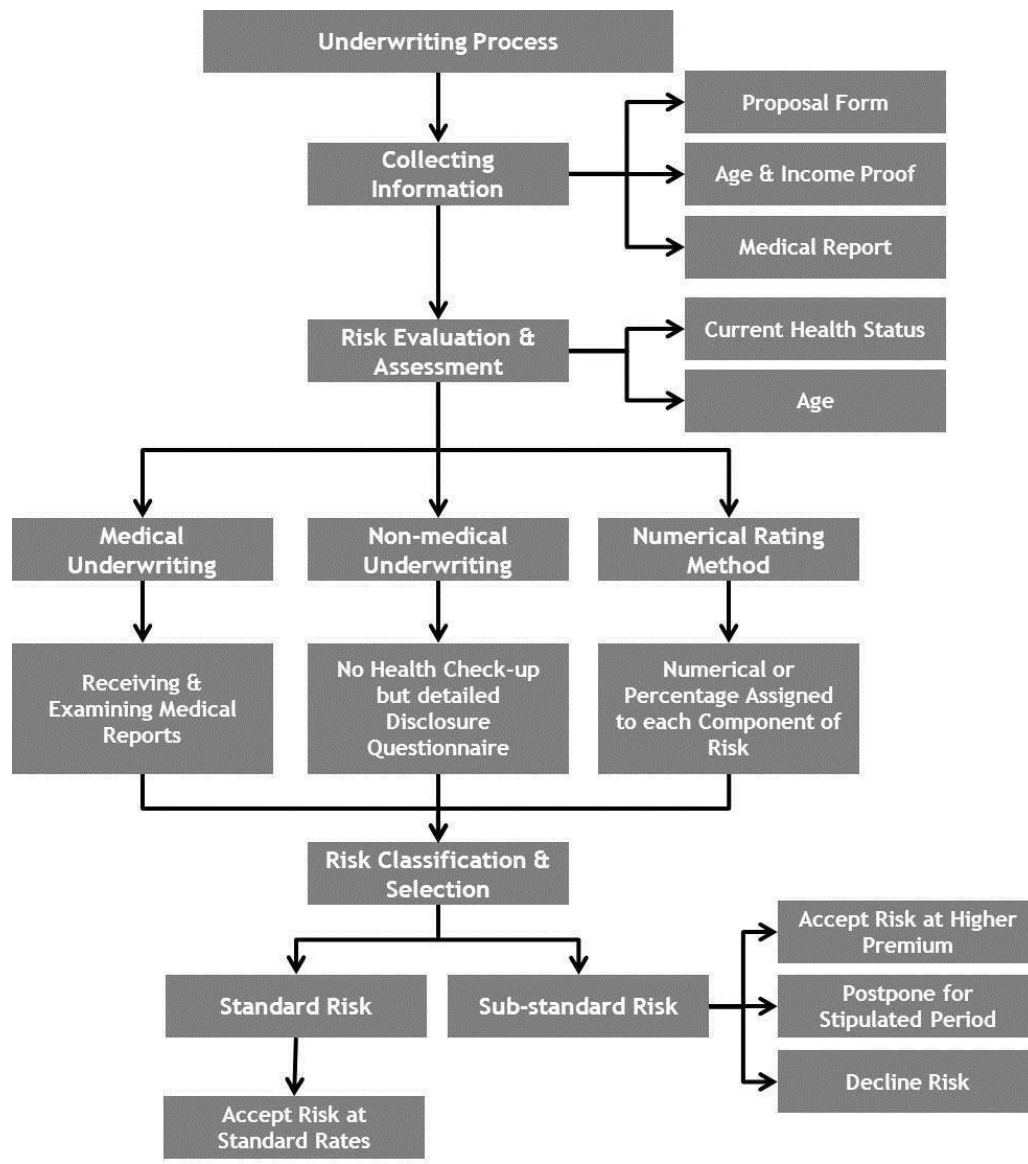 Underwriting Process
Proposal Form
Collecting
Information
Age & Income Proof
Medical Report
Current Health Status
Risk Evaluation &
Assessment
Age
Medical
Underwriting
Non-medical
Underwriting
Numerical Rating
Method
Receiving &
Examining Medical
Reports
No Health Check-up
but detailed
Disclosure
Questionnaire
Numerical or
Percentage Assigned
to each Component of
Risk
Risk Classification &
Selection
Accept Risk at Higher
Premium
Standard Risk
Sub-standard Risk
Postpone for
Stipulated Period
Decline Risk
Accept Risk at
Standard Rates